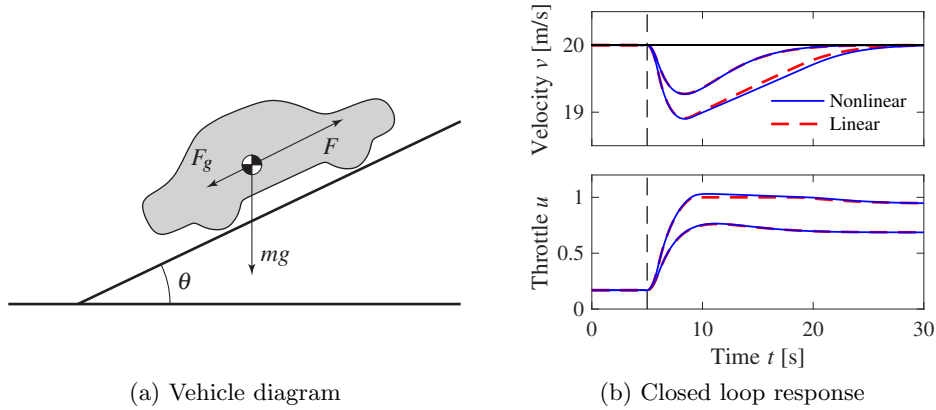 F_g
F
mg
θ
(a) Vehicle diagram
Velocity v [m/s]
20
19
Nonlinear
Linear
Throttle u
1
0.5
0
0
10
20
30
Time t [s]
(b) Closed loop response